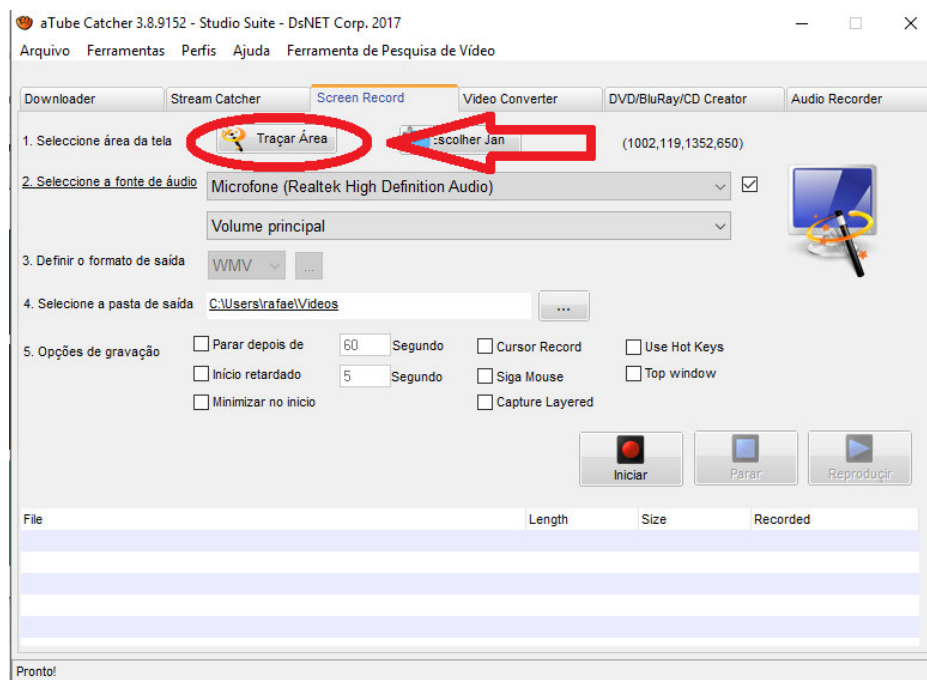 aTube Catcher 3.8.9152 - Studio Suite - DsNET Corp. 2017
Arquivo Ferramentas Perfis Ajuda Ferramenta de Pesquisa de Vídeo
Downloader Stream Catcher Screen Record Video Converter DVD/BluRay/CD Creator Audio Recorder
1. Seleccione área da tela Traçar Área scolher Jan (1002,119,1352,650)
2. Seleccione a fonte de áudio Microfone (Realtek High Definition Audio)
Volume principal
3. Definir o formato de saída WMV ...
4. Selecione a pasta de saída C:\Users\rafae\Videos ...
5. Opções de gravação Parar depois de 60 Segundo Cursor Record Use Hot Keys
Início retardado 5 Segundo Siga Mouse Top window
Minimizar no inicio Capture Layered
Iniciar Parar Reproduçir
File Length Size Recorded
Pronto!